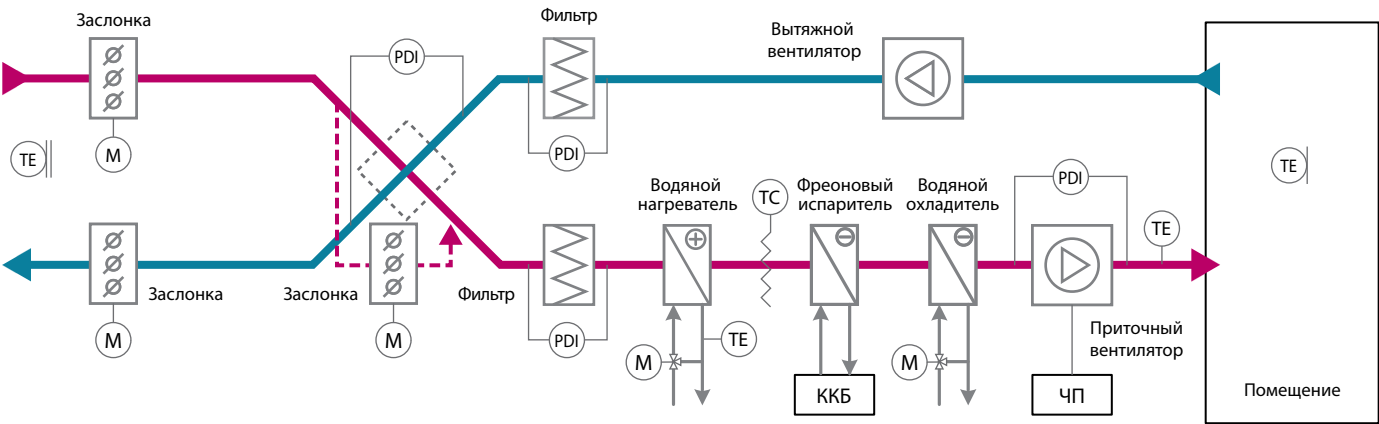 Заслонка
Фильтр
Вытяжной
вентилятор
PDI
M
TE
PDI
TE
Водяной
нагреватель
TC
Фреоновый
испаритель
Водяной
охладитель
PDI
TE
Заслонка
Заслонка
Фильтр
M
M
PDI
M
TE
ККБ
M
ЧП
Приточный
вентилятор
Помещение